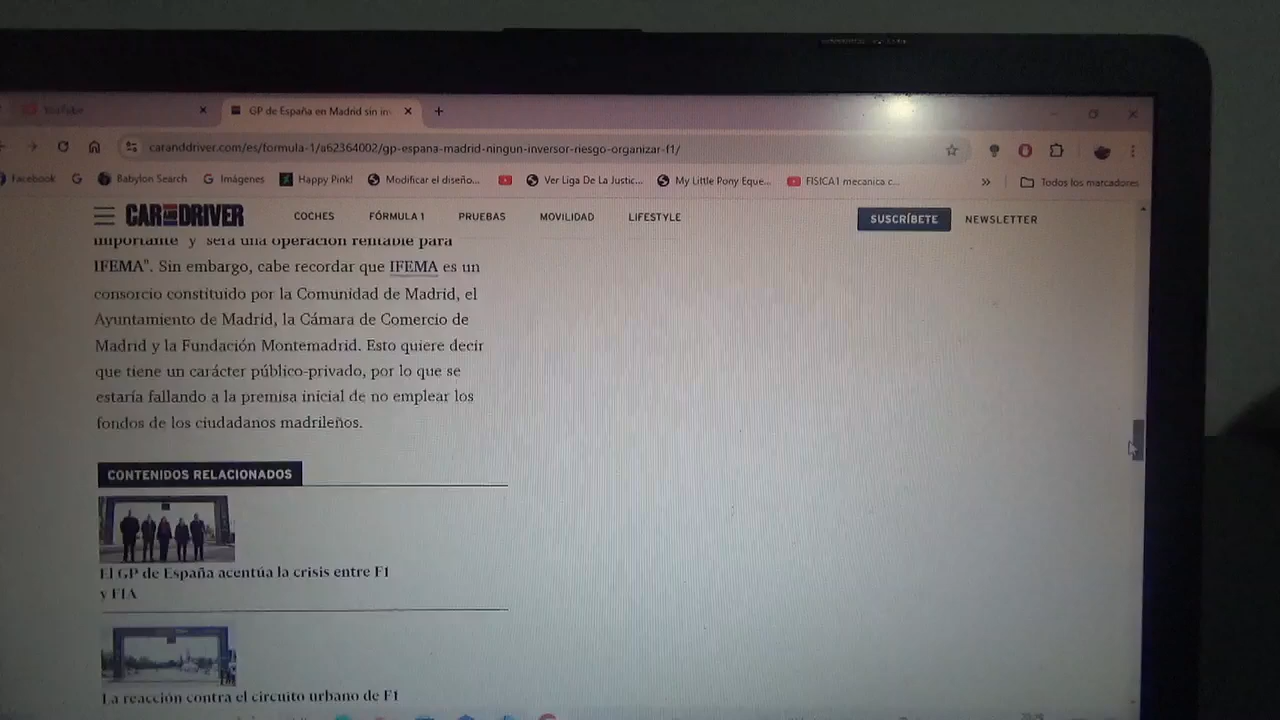 YouTube
GP de España en Madrid sin in
caranddriver.com/es/formula-1/a62364002/gp-espana-madrid-ningun-inversor-riesgo-organizar-f1/
Facebook
Babylon Search
Imágenes
Happy Pink!
Modificar el diseño...
Ver Liga De La Justic...
My Little Pony Eque...
FISICA1 mecanica c...
Todos los marcadores
CAR AND DRIVER
COCHES
FÓRMULA 1
PRUEBAS
MOVILIDAD
LIFESTYLE
SUSCRÍBETE
NEWSLETTER
importante y será una operación rentable para
IFEMA". Sin embargo, cabe recordar que IFEMA es un
consorcio constituido por la Comunidad de Madrid, el
Ayuntamiento de Madrid, la Cámara de Comercio de
Madrid y la Fundación Montemadrid. Esto quiere decir
que tiene un carácter público-privado, por lo que se
estaría fallando a la premisa inicial de no emplear los
fondos de los ciudadanos madrileños.
CONTENIDOS RELACIONADOS
El GP de España acentúa la crisis entre F1
y FIA
La reacción contra el circuito urbano de F1